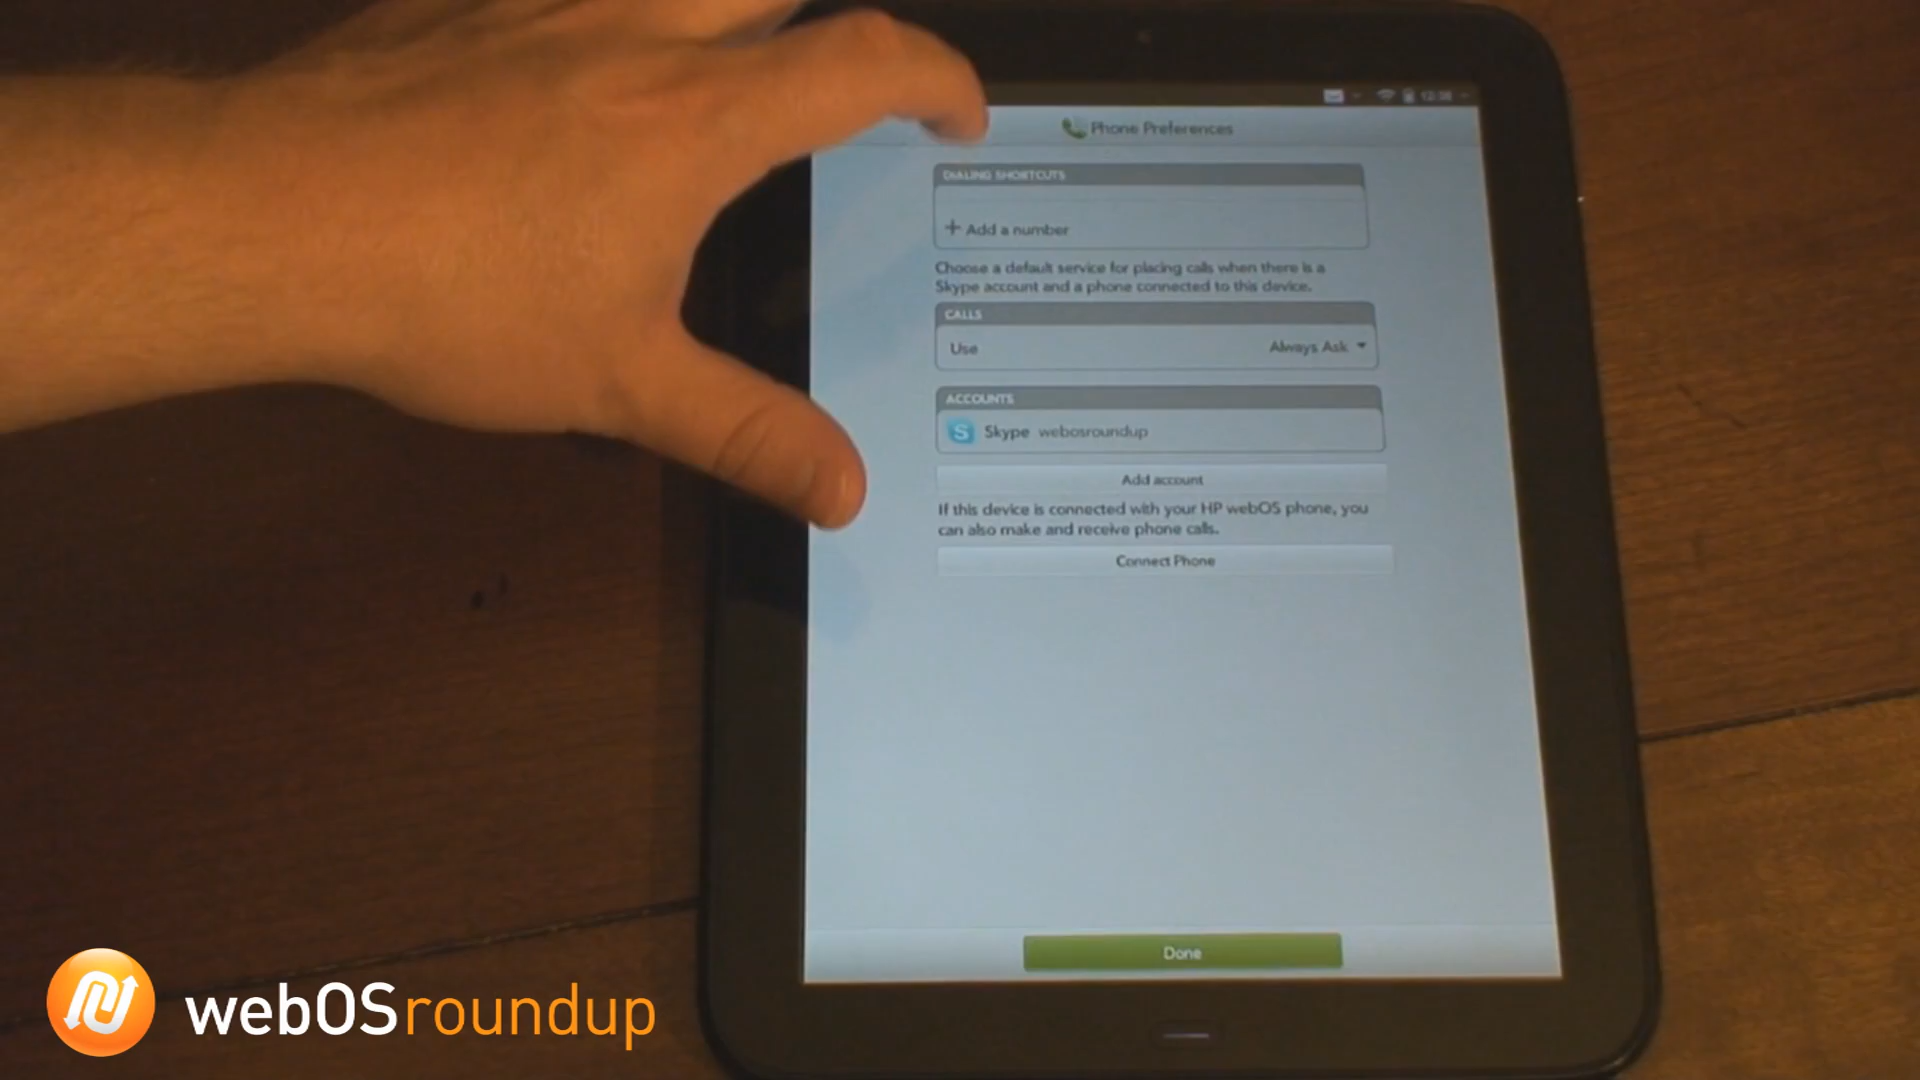 12:38
Phone Preferences
DIALING SHORTCUTS
+ Add a number
Choose a default service for placing calls when there is a
Skype account and a phone connected to this device.
CALLS
Use Always Ask
ACCOUNTS
S Skype webosroundup
Add account
If this device is connected with your HP webOS phone, you
can also make and receive phone calls.
Connect Phone
Done
webOSroundup